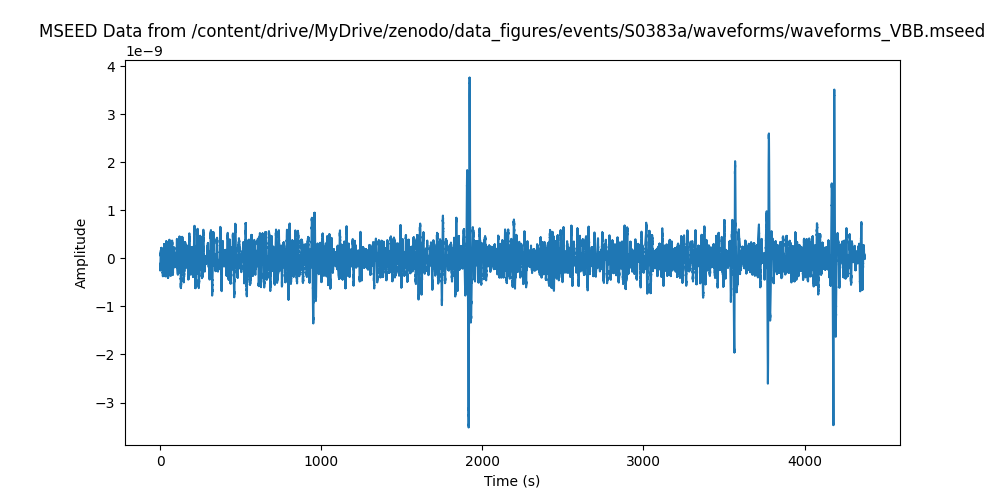 MSEED Data from /content/drive/MyDrive/zenodo/data_figures/events/S0383a/waveforms/waveforms_VBB.mseed
1e−9
4
3
2
1
0
−1
−2
−3
Amplitude
0 1000 2000 3000 4000
Time (s)